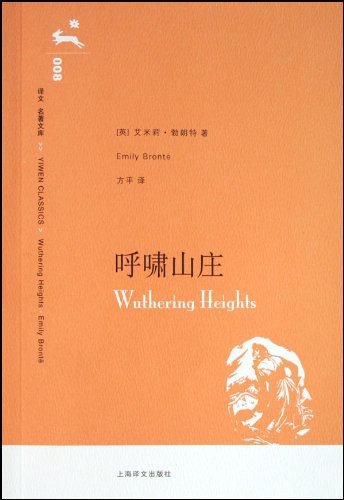 008
译文 名著文库 >> YIWEN CLASSICS > Wuthering Heights Emily Brontë
[英] 艾米莉·勃朗特 著
Emily Brontë
方平 译
呼啸山庄
Wuthering Heights
上海译文出版社